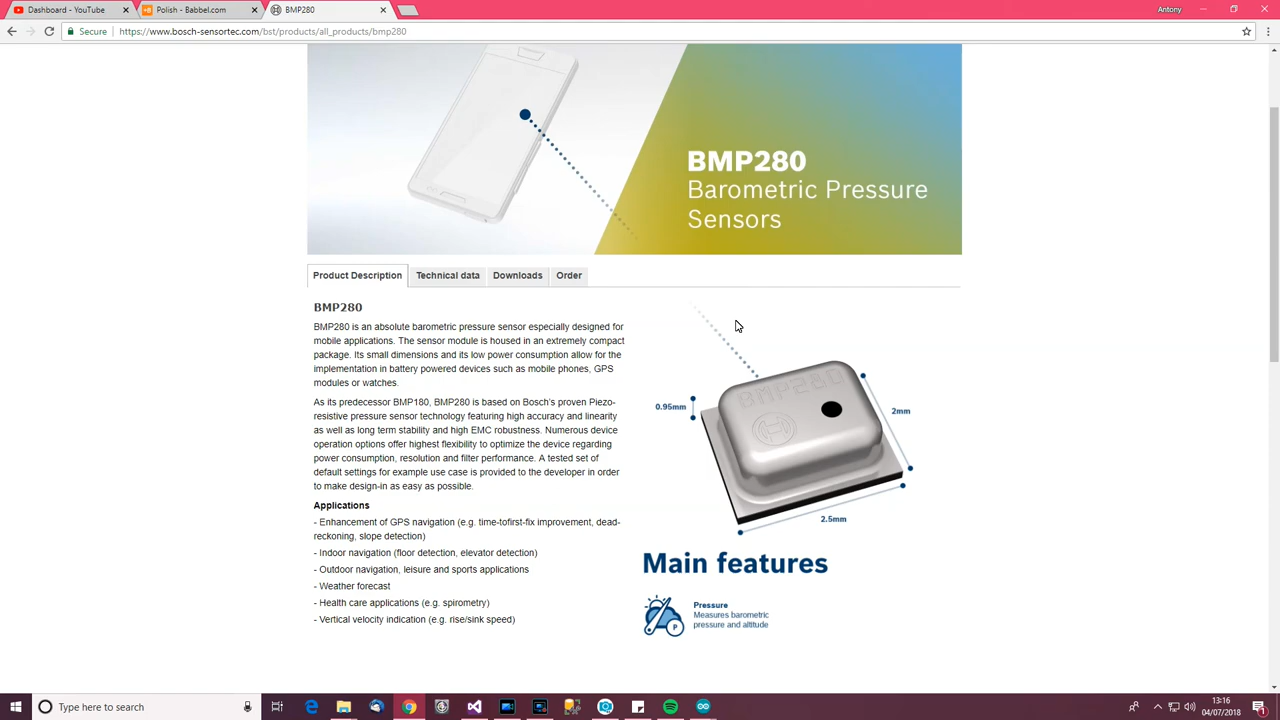 Dashboard - YouTube
Polish - Babbel.com
BMP280
Antony
Secure
https://www.bosch-sensortec.com/bst/products/all_products/bmp280
BMP280
Barometric Pressure
Sensors
Product Description
Technical data
Downloads
Order
BMP280
BMP280 is an absolute barometric pressure sensor especially designed for
mobile applications. The sensor module is housed in an extremely compact
package. Its small dimensions and its low power consumption allow for the
implementation in battery powered devices such as mobile phones, GPS
modules or watches.
As its predecessor BMP180, BMP280 is based on Bosch's proven Piezo-
resistive pressure sensor technology featuring high accuracy and linearity
as well as long term stability and high EMC robustness. Numerous device
operation options offer highest flexibility to optimize the device regarding
power consumption, resolution and filter performance. A tested set of
default settings for example use case is provided to the developer in order
to make design-in as easy as possible.
Applications
- Enhancement of GPS navigation (e.g. time-tofirst-fix improvement, dead-
reckoning, slope detection)
- Indoor navigation (floor detection, elevator detection)
- Outdoor navigation, leisure and sports applications
- Weather forecast
- Health care applications (e.g. spirometry)
- Vertical velocity indication (e.g. rise/sink speed)
BMP280
0.95mm
2mm
2.5mm
Main features
P
Pressure
Measures barometric
pressure and altitude
Type here to search
13:16
04/07/2018
1